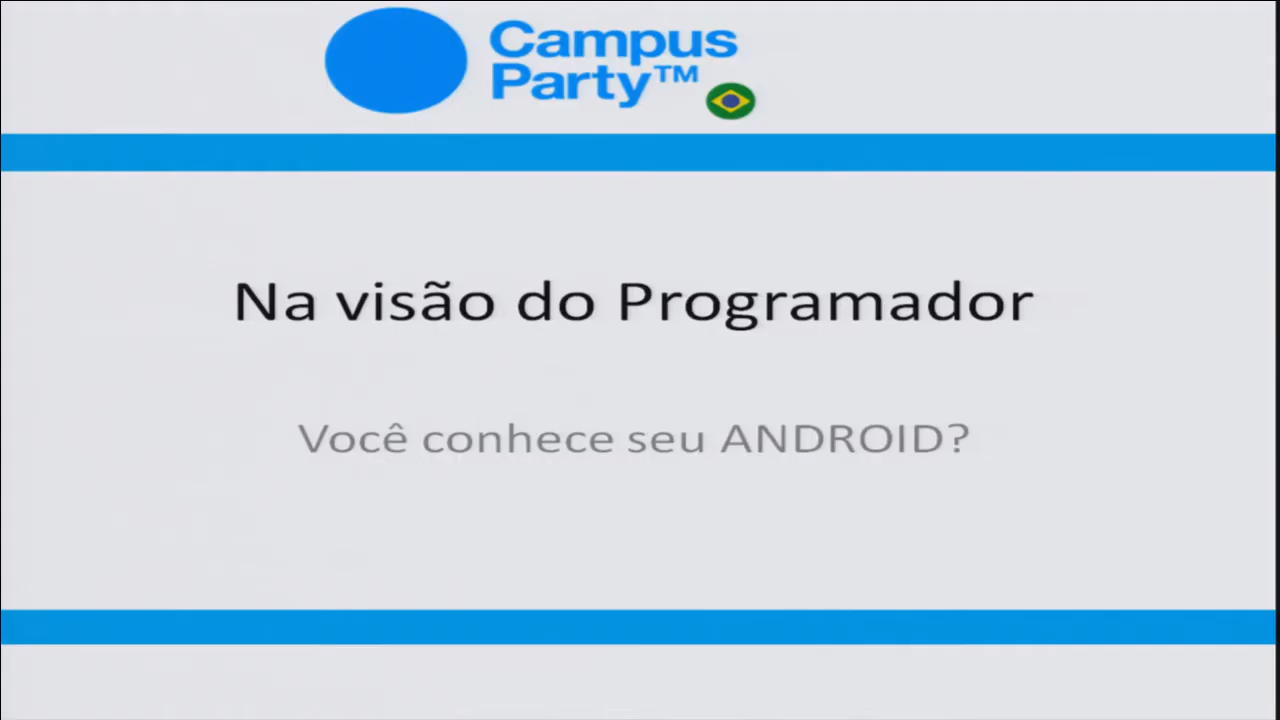 Campus
Party™
Na visão do Programador
Você conhece seu ANDROID?